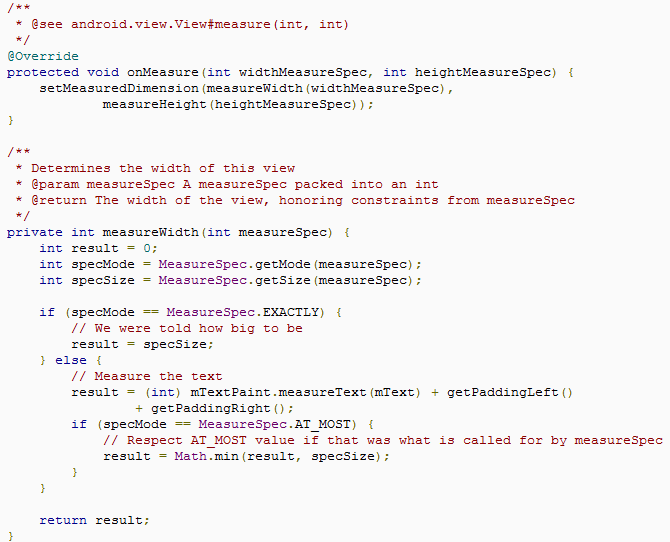 /**
 * @see android.view.View#measure(int, int)
 */
@Override
protected void onMeasure(int widthMeasureSpec, int heightMeasureSpec) {
    setMeasuredDimension(measureWidth(widthMeasureSpec),
            measureHeight(heightMeasureSpec));
}

/**
 * Determines the width of this view
 * @param measureSpec A measureSpec packed into an int
 * @return The width of the view, honoring constraints from measureSpec
 */
private int measureWidth(int measureSpec) {
    int result = 0;
    int specMode = MeasureSpec.getMode(measureSpec);
    int specSize = MeasureSpec.getSize(measureSpec);

    if (specMode == MeasureSpec.EXACTLY) {
        // We were told how big to be
        result = specSize;
    } else {
        // Measure the text
        result = (int) mTextPaint.measureText(mText) + getPaddingLeft()
                + getPaddingRight();
        if (specMode == MeasureSpec.AT_MOST) {
            // Respect AT_MOST value if that was what is called for by measureSpec
            result = Math.min(result, specSize);
        }
    }

    return result;
}